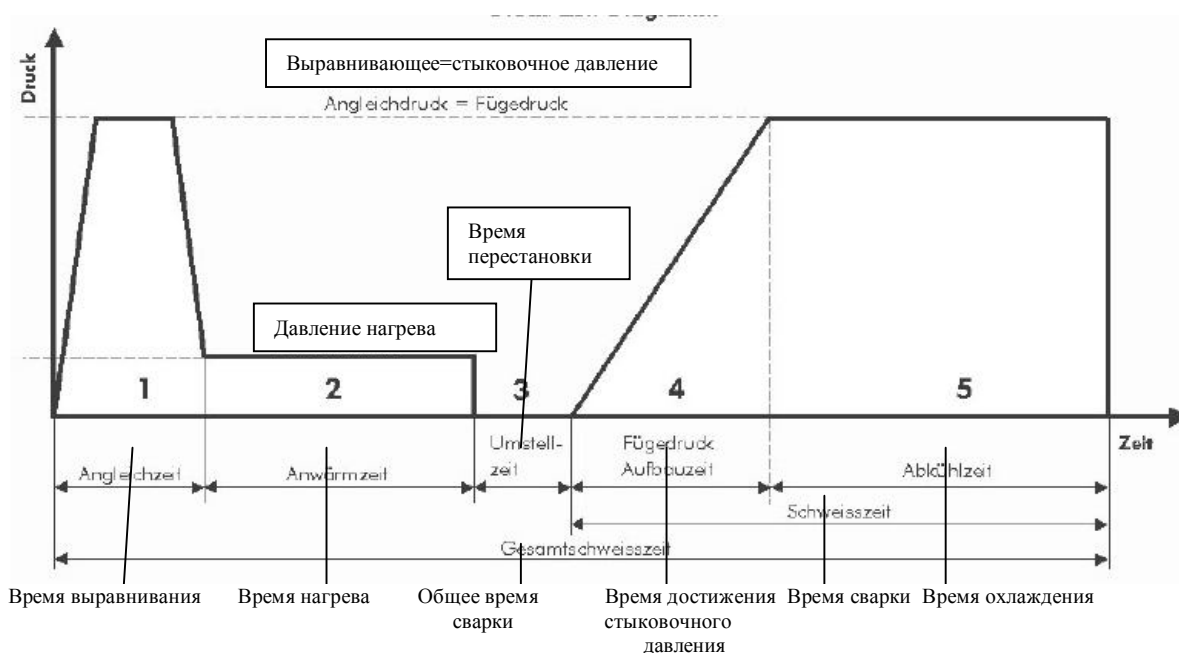 Выравнивающее=стыковочное давление
Druck
Angleichdruck = Fügedruck
Время
перестановки
Давление нагрева
1
2
3
4
5
Umstell-
zeit
Fügedruck
Aufbauzeit
Zeit
Angleichzeit
Anwärmzeit
Abkühlzeit
Schweisszeit
Gesamtschweisszeit
Время выравнивания
Время нагрева
Общее время
сварки
Время достижения
стыковочного
давления
Время сварки
Время охлаждения